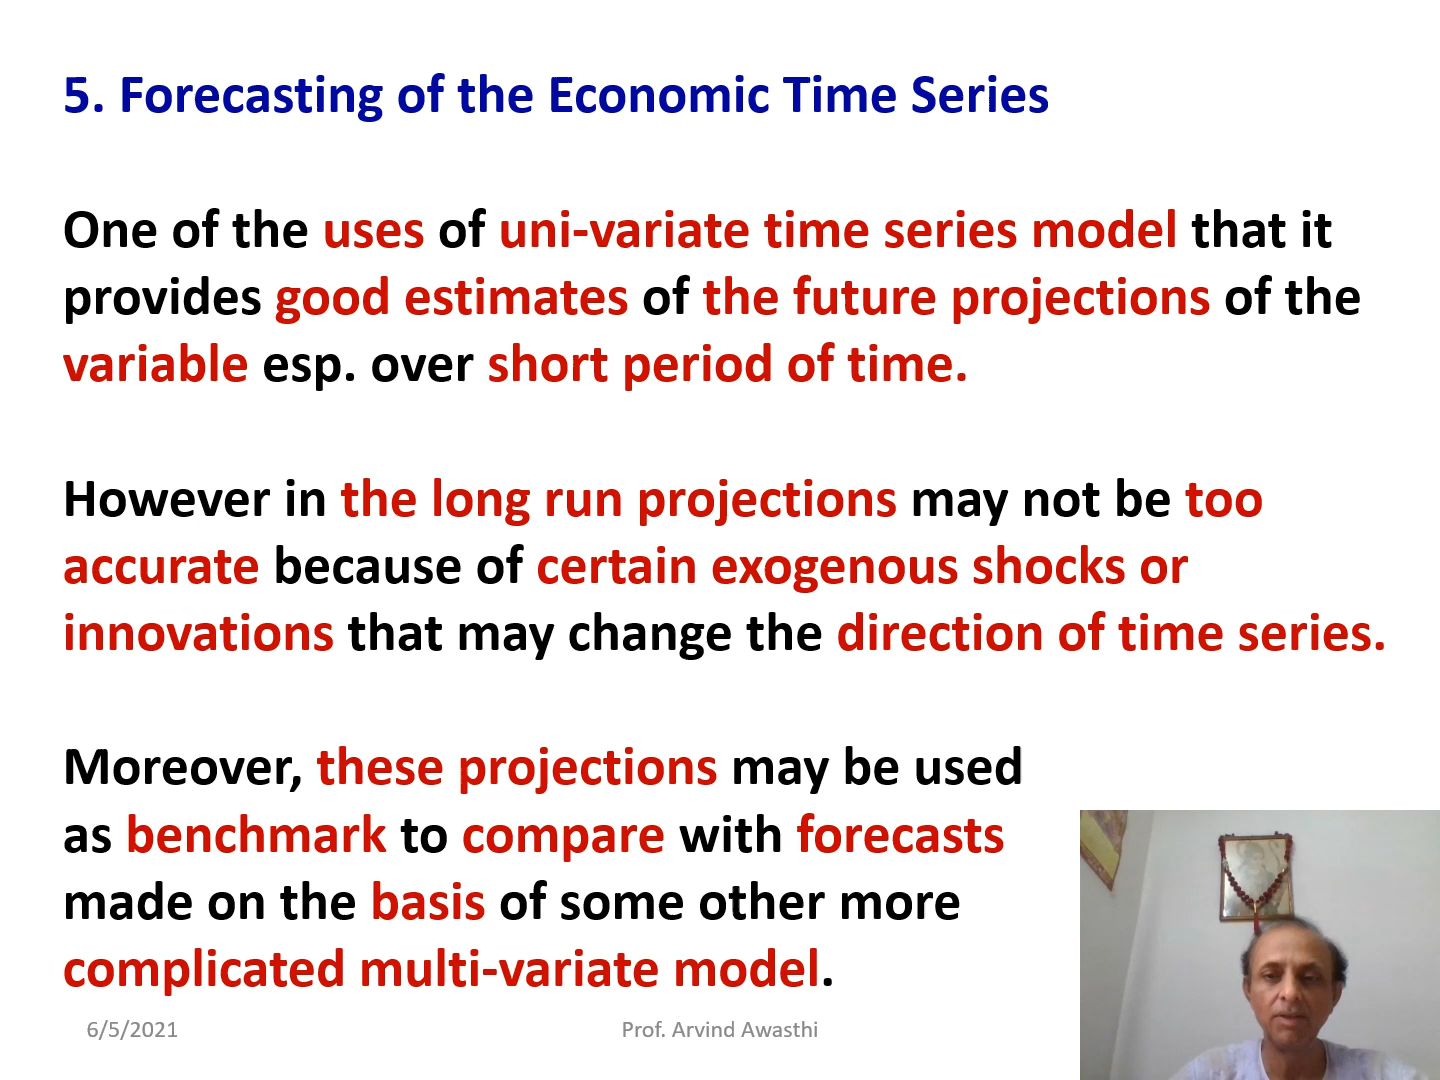 5. Forecasting of the Economic Time Series
One of the uses of uni-variate time series model that it
provides good estimates of the future projections of the
variable esp. over short period of time.
However in the long run projections may not be too
accurate because of certain exogenous shocks or
innovations that may change the direction of time series.
Moreover, these projections may be used
as benchmark to compare with forecasts
made on the basis of some other more
complicated multi-variate model.
6/5/2021
Prof. Arvind Awasthi